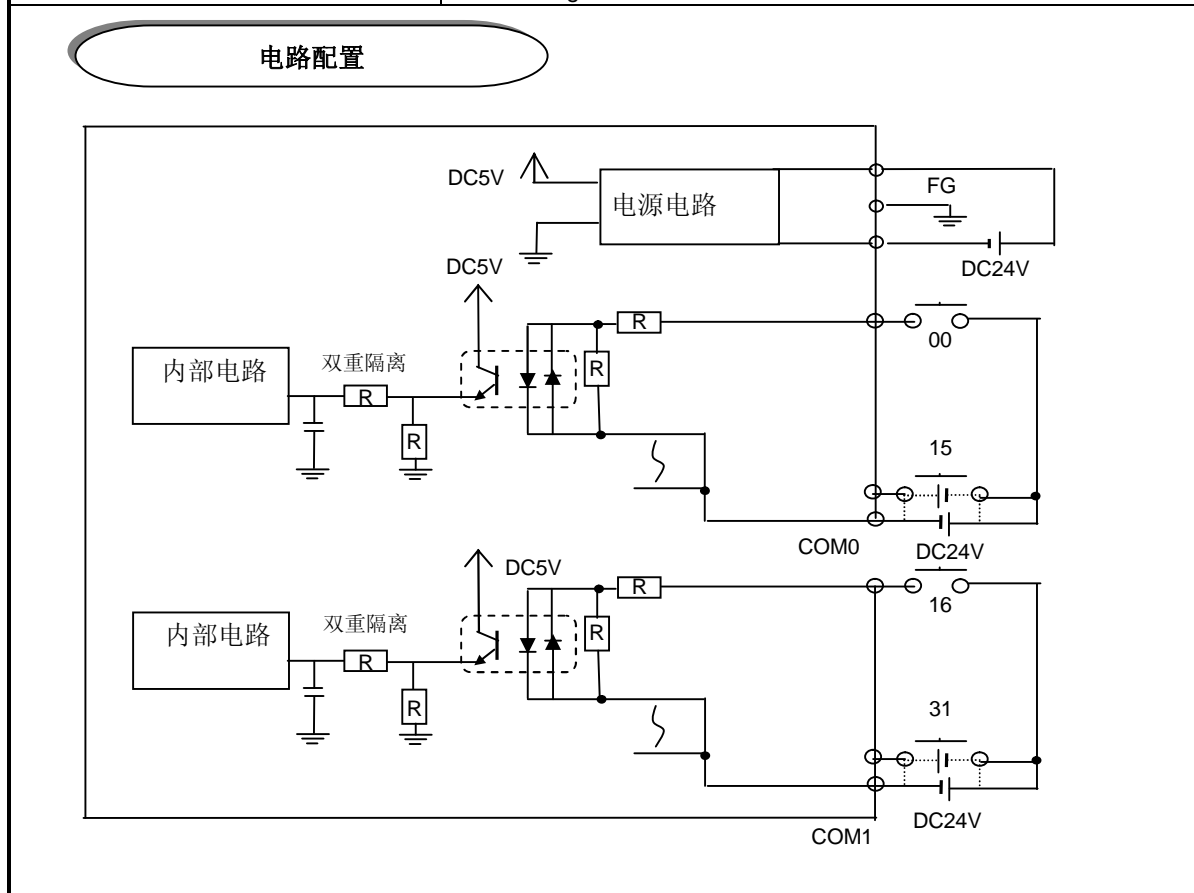 电路配置
DC5V
电源电路
FG
DC24V
DC5V
R
00
内部电路
双重隔离
R
R
R
15
COM0
DC24V
DC5V
R
16
内部电路
双重隔离
R
R
R
31
DC24V
COM1